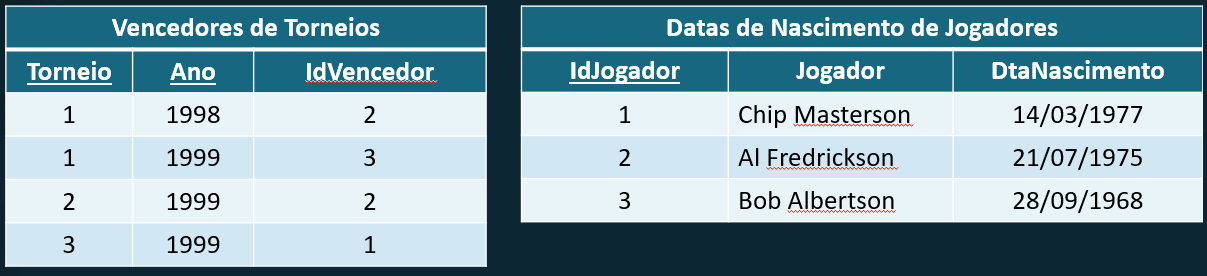 Vencedores de Torneios
Torneio Ano IdVencedor
1 1998 2
1 1999 3
2 1999 2
3 1999 1
Datas de Nascimento de Jogadores
IdJogador Jogador DtaNascimento
1 Chip Masterson 14/03/1977
2 Al Fredrickson 21/07/1975
3 Bob Albertson 28/09/1968